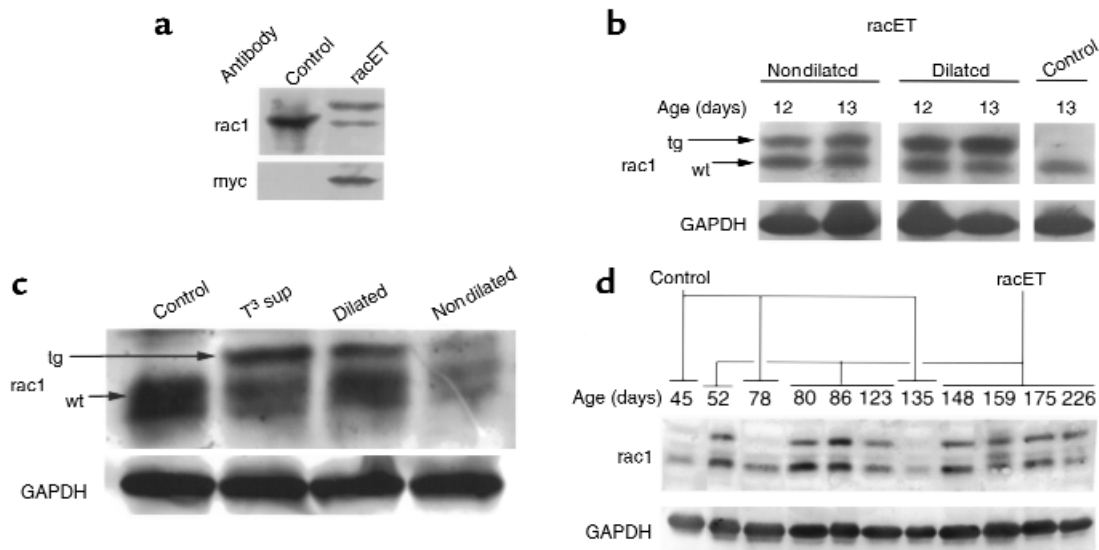 a
Antibody
Control
racET
rac1
myc
b
racET
Nondilated Dilated Control
Age (days) 12 13 12 13 13
tg
rac1 wt
GAPDH
c
Control T³ sup Dilated Nondilated
tg
rac1
wt
GAPDH
d
Control racET
Age (days) 45 52 78 80 86 123 135 148 159 175 226
rac1
GAPDH